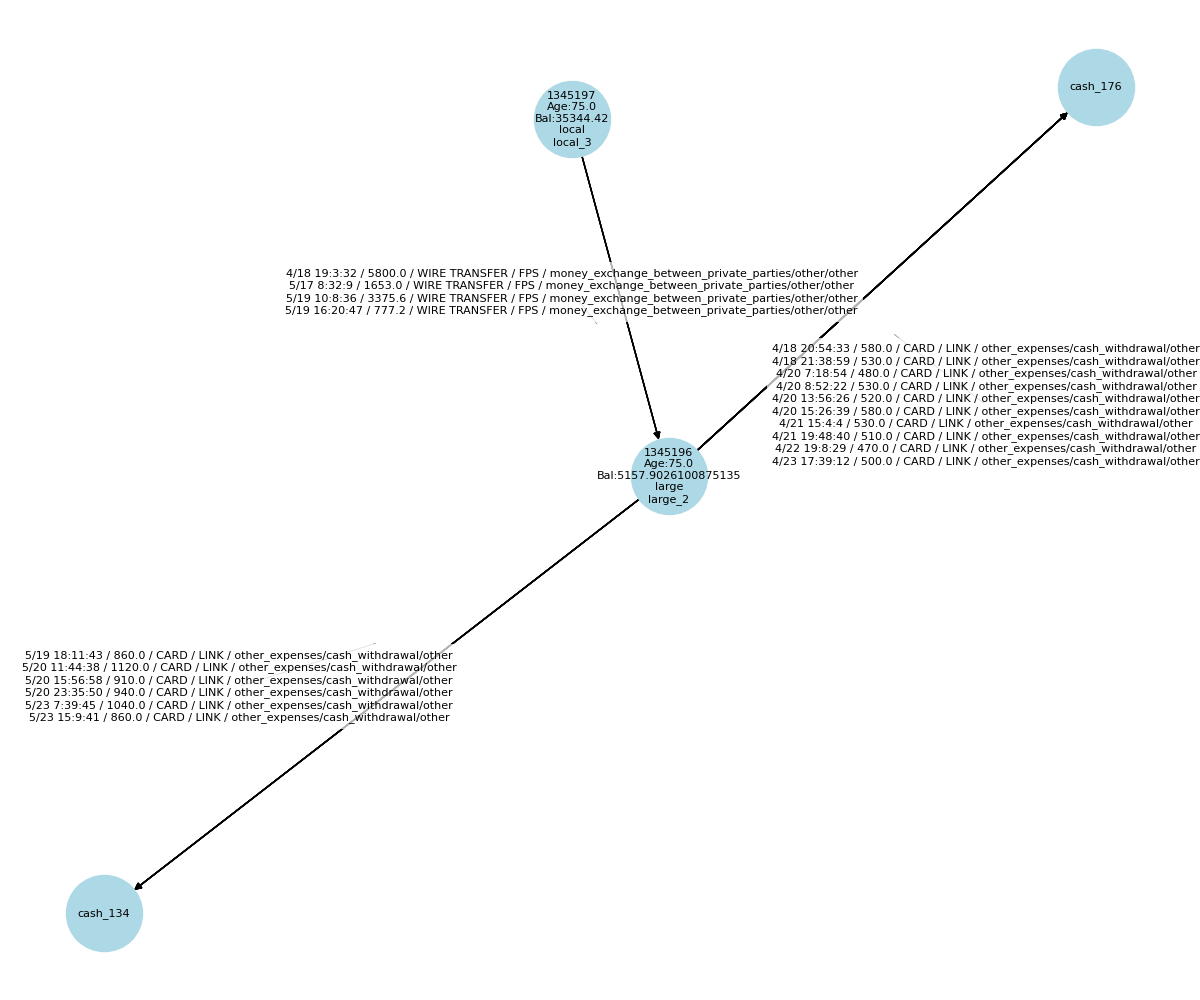 cash_176
1345197
Age:75.0
Bal:35344.42
local
local_3
4/18 19:3:32 / 5800.0 / WIRE TRANSFER / FPS / money_exchange_between_private_parties/other/other
5/17 8:32:9 / 1653.0 / WIRE TRANSFER / FPS / money_exchange_between_private_parties/other/other
5/19 10:8:36 / 3375.6 / WIRE TRANSFER / FPS / money_exchange_between_private_parties/other/other
5/19 16:20:47 / 777.2 / WIRE TRANSFER / FPS / money_exchange_between_private_parties/other/other
4/18 20:54:33 / 580.0 / CARD / LINK / other_expenses/cash_withdrawal/other
4/18 21:38:59 / 530.0 / CARD / LINK / other_expenses/cash_withdrawal/other
4/20 7:18:54 / 480.0 / CARD / LINK / other_expenses/cash_withdrawal/other
4/20 8:52:22 / 530.0 / CARD / LINK / other_expenses/cash_withdrawal/other
4/20 13:56:26 / 520.0 / CARD / LINK / other_expenses/cash_withdrawal/other
4/20 15:26:39 / 580.0 / CARD / LINK / other_expenses/cash_withdrawal/other
4/21 15:4:4 / 530.0 / CARD / LINK / other_expenses/cash_withdrawal/other
4/21 19:48:40 / 510.0 / CARD / LINK / other_expenses/cash_withdrawal/other
4/22 19:8:29 / 470.0 / CARD / LINK / other_expenses/cash_withdrawal/other
4/23 17:39:12 / 500.0 / CARD / LINK / other_expenses/cash_withdrawal/other
1345196
Age:75.0
Bal:5157.9026100875135
large
large_2
5/19 18:11:43 / 860.0 / CARD / LINK / other_expenses/cash_withdrawal/other
5/20 11:44:38 / 1120.0 / CARD / LINK / other_expenses/cash_withdrawal/other
5/20 15:56:58 / 910.0 / CARD / LINK / other_expenses/cash_withdrawal/other
5/20 23:35:50 / 940.0 / CARD / LINK / other_expenses/cash_withdrawal/other
5/23 7:39:45 / 1040.0 / CARD / LINK / other_expenses/cash_withdrawal/other
5/23 15:9:41 / 860.0 / CARD / LINK / other_expenses/cash_withdrawal/other
cash_134